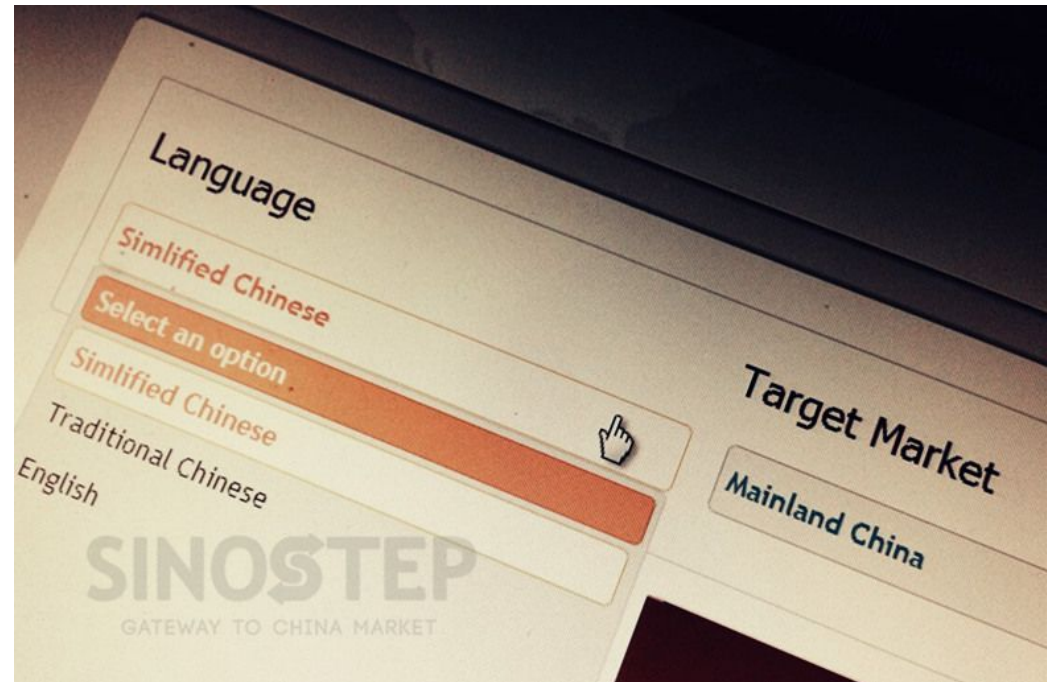 Language
Simlified Chinese
Select an option
Simlified Chinese
Traditional Chinese
English
Target Market
Mainland China
SINOSTEP
GATEWAY TO CHINA MARKET